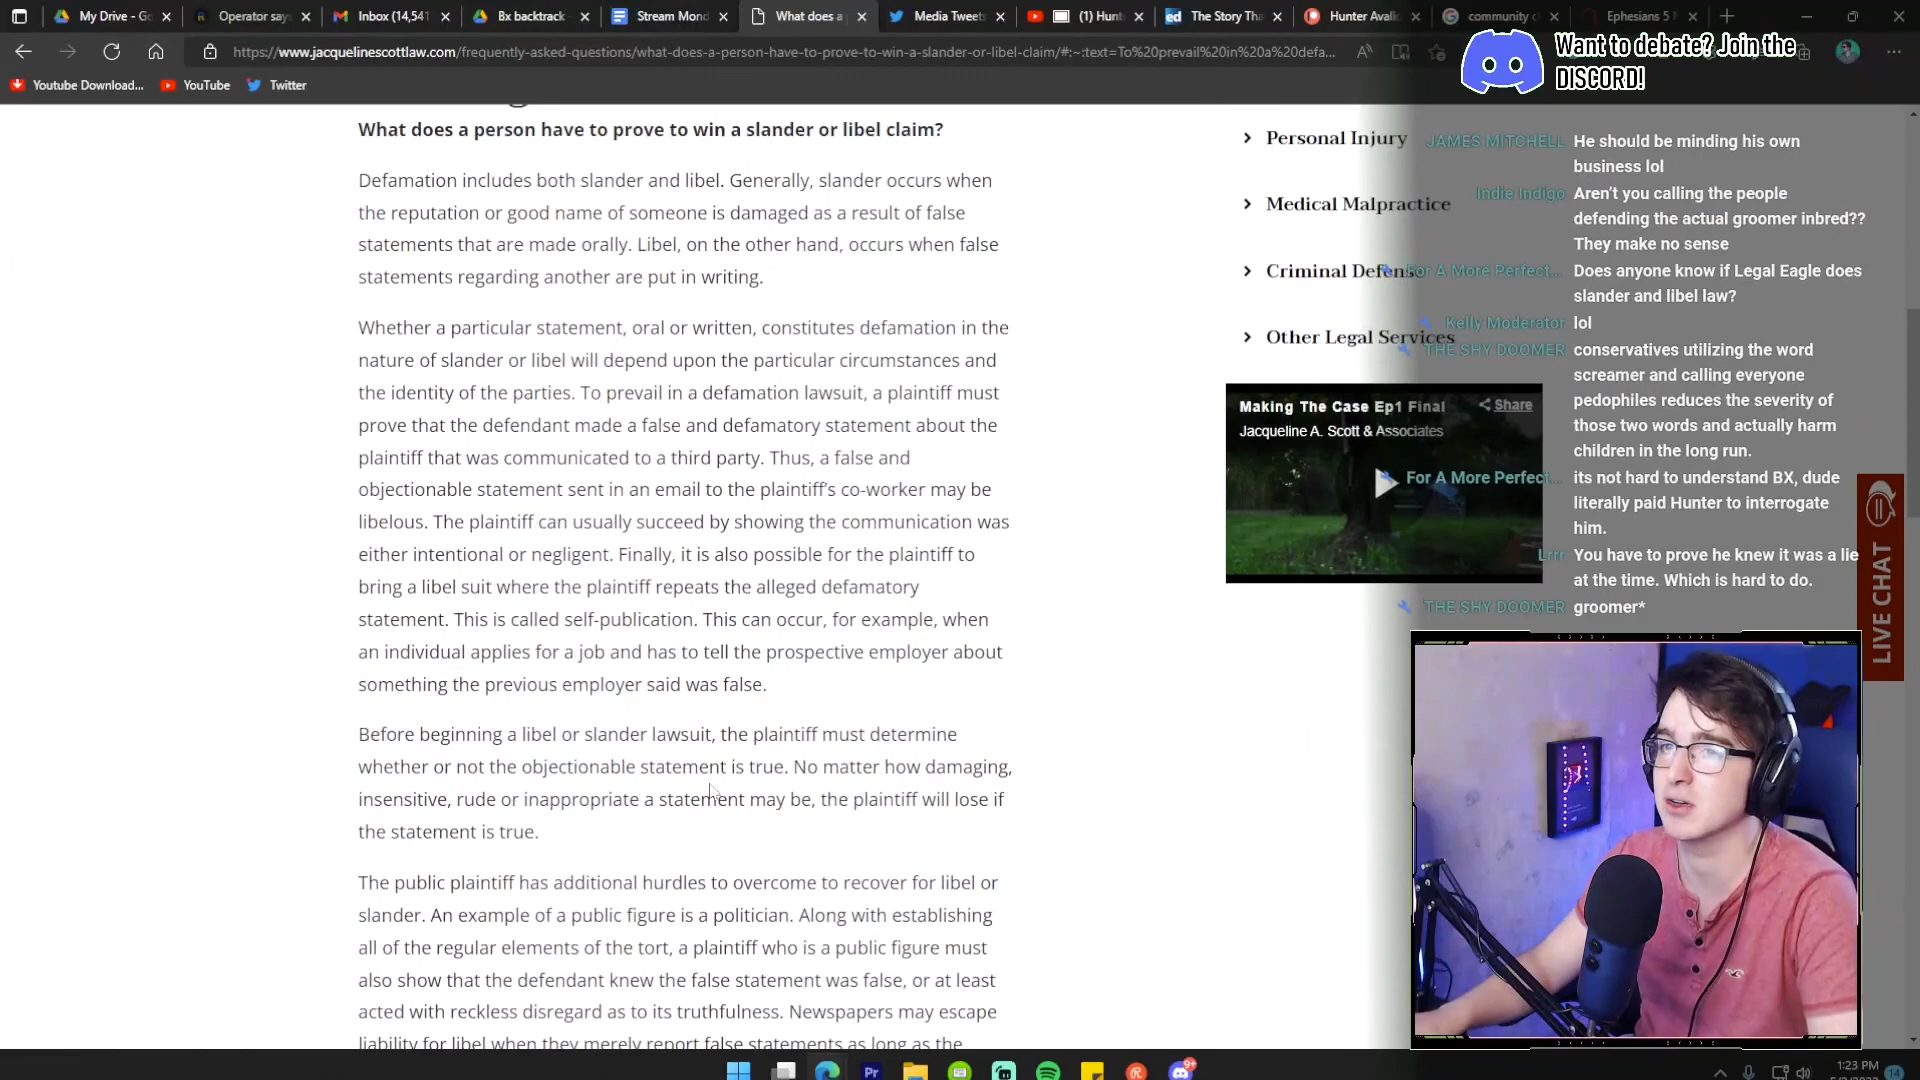 My Drive - Go
Operator say
Inbox (14,541
Bx backtrack -
Stream Mond
What does a
Media Tweets
(1) Hunt
The Story Tha
Hunter Avallo
community c
Ephesians 5 N
https://www.jacquelinescottlaw.com/frequently-asked-questions/what-does-a-person-have-to-prove-to-win-a-slander-or-libel-claim/#:~:text=To%20prevail%20in%20a%20defa...
Want to debate? Join the
DISCORD!
Youtube Download...
YouTube
Twitter
What does a person have to prove to win a slander or libel claim?
Defamation includes both slander and libel. Generally, slander occurs when
the reputation or good name of someone is damaged as a result of false
statements that are made orally. Libel, on the other hand, occurs when false
statements regarding another are put in writing.
Whether a particular statement, oral or written, constitutes defamation in the
nature of slander or libel will depend upon the particular circumstances and
the identity of the parties. To prevail in a defamation lawsuit, a plaintiff must
prove that the defendant made a false and defamatory statement about the
plaintiff that was communicated to a third party. Thus, a false and
objectionable statement sent in an email to the plaintiff's co-worker may be
libelous. The plaintiff can usually succeed by showing the communication was
either intentional or negligent. Finally, it is also possible for the plaintiff to
bring a libel suit where the plaintiff repeats the alleged defamatory
statement. This is called self-publication. This can occur, for example, when
an individual applies for a job and has to tell the prospective employer about
something the previous employer said was false.
Before beginning a libel or slander lawsuit, the plaintiff must determine
whether or not the objectionable statement is true. No matter how damaging,
insensitive, rude or inappropriate a statement may be, the plaintiff will lose if
the statement is true.
The public plaintiff has additional hurdles to overcome to recover for libel or
slander. An example of a public figure is a politician. Along with establishing
all of the regular elements of the tort, a plaintiff who is a public figure must
also show that the defendant knew the false statement was false, or at least
acted with reckless disregard as to its truthfulness. Newspapers may escape
liability for libel when they merely report false statements as long as the
Personal Injury
Medical Malpractice
Criminal Defense
Other Legal Services
Making The Case Ep1 Final
Share
Jacqueline A. Scott & Associates
JAMES MITCHELL He should be minding his own
business lol
Indie Indigo Aren't you calling the people
defending the actual groomer inbred??
They make no sense
For A More Perfect... Does anyone know if Legal Eagle does
slander and libel law?
Kelly Moderator lol
THE SHY DOOMER conservatives utilizing the word
screamer and calling everyone
pedophiles reduces the severity of
those two words and actually harm
children in the long run.
For A More Perfect... its not hard to understand BX, dude
literally paid Hunter to interrogate
him.
Lrrr You have to prove he knew it was a lie
at the time. Which is hard to do.
THE SHY DOOMER groomer*
LIVE CHAT
1:23 PM